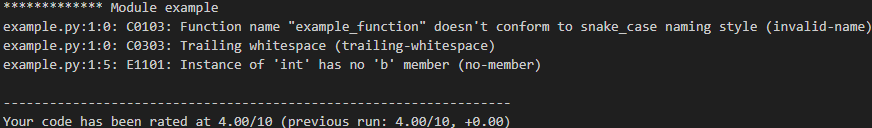 ************* Module example
example.py:1:0: C0103: Function name "example_function" doesn't conform to snake_case naming style (invalid-name)
example.py:1:0: C0303: Trailing whitespace (trailing-whitespace)
example.py:1:5: E1101: Instance of 'int' has no 'b' member (no-member)
------------------------------------------------------------------
Your code has been rated at 4.00/10 (previous run: 4.00/10, +0.00)